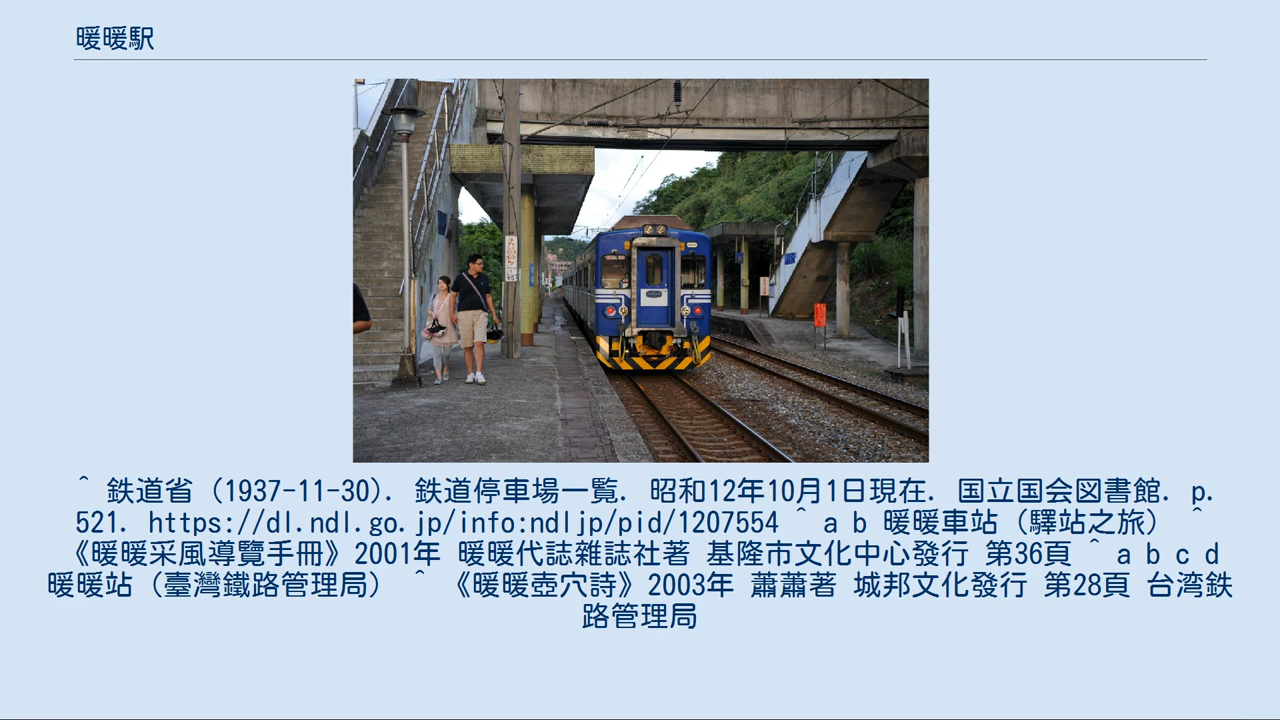 暖暖駅
^ 鉄道省 (1937-11-30). 鉄道停車場一覧. 昭和12年10月1日現在. 国立国会図書館. p.
521. https://dl.ndl.go.jp/info:ndljp/pid/1207554 ^ a b 暖暖車站（驛站之旅） ^
《暖暖采風導覽手冊》2001年 暖暖代誌雜誌社著 基隆市文化中心發行 第36頁 ^ a b c d
暖暖站（臺灣鐵路管理局） ^ 《暖暖壺穴詩》2003年 蕭蕭著 城邦文化發行 第28頁 台湾鉄
路管理局